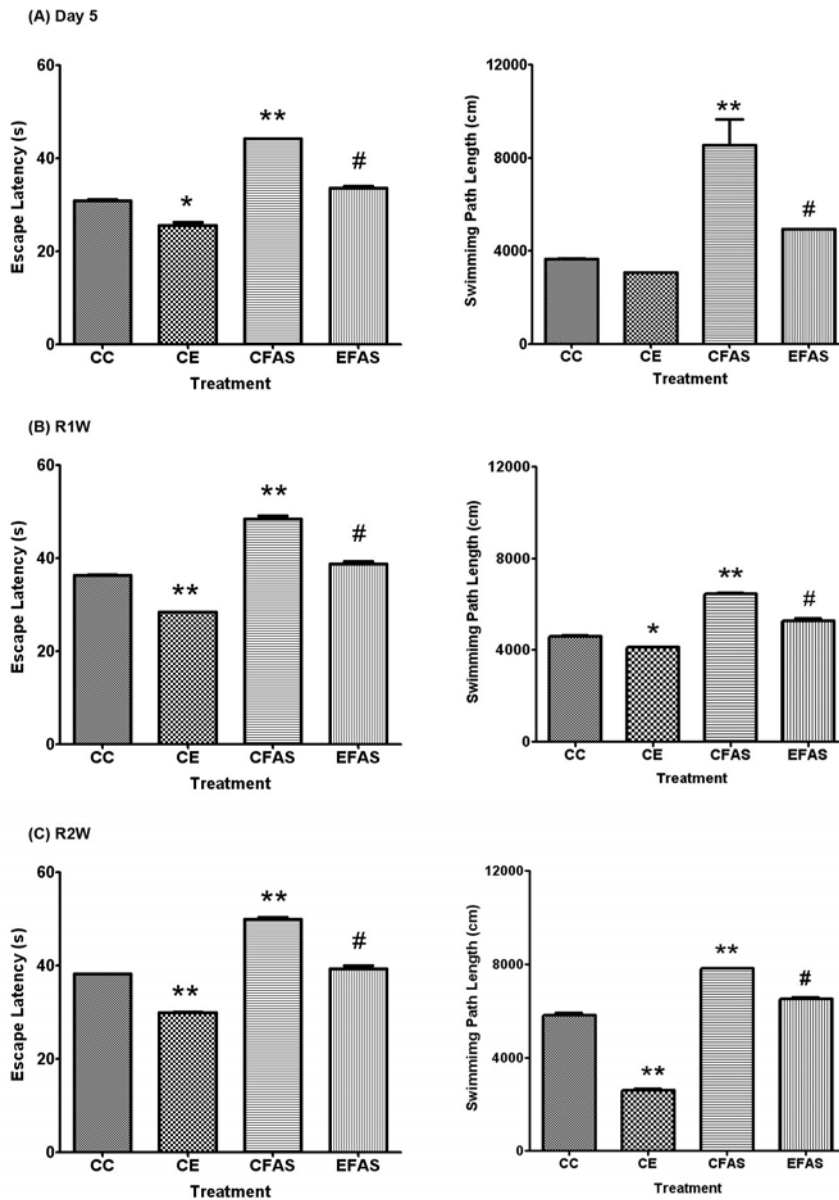 (A) Day 5
60
40
20
0
Escape Latency (s)
*
**
#
CC CE CFAS EFAS
Treatment
12000
8000
4000
0
Swimmimg Path Length (cm)
**
#
CC CE CFAS EFAS
Treatment
(B) R1W
60
40
20
0
Escape Latency (s)
**
**
#
CC CE CFAS EFAS
Treatment
12000
8000
4000
0
Swimmimg Path Length (cm)
*
**
#
CC CE CFAS EFAS
Treatment
(C) R2W
60
40
20
0
Escape Latency (s)
**
**
#
CC CE CFAS EFAS
Treatment
12000
8000
4000
0
Swimmimg Path Length (cm)
**
**
#
CC CE CFAS EFAS
Treatment